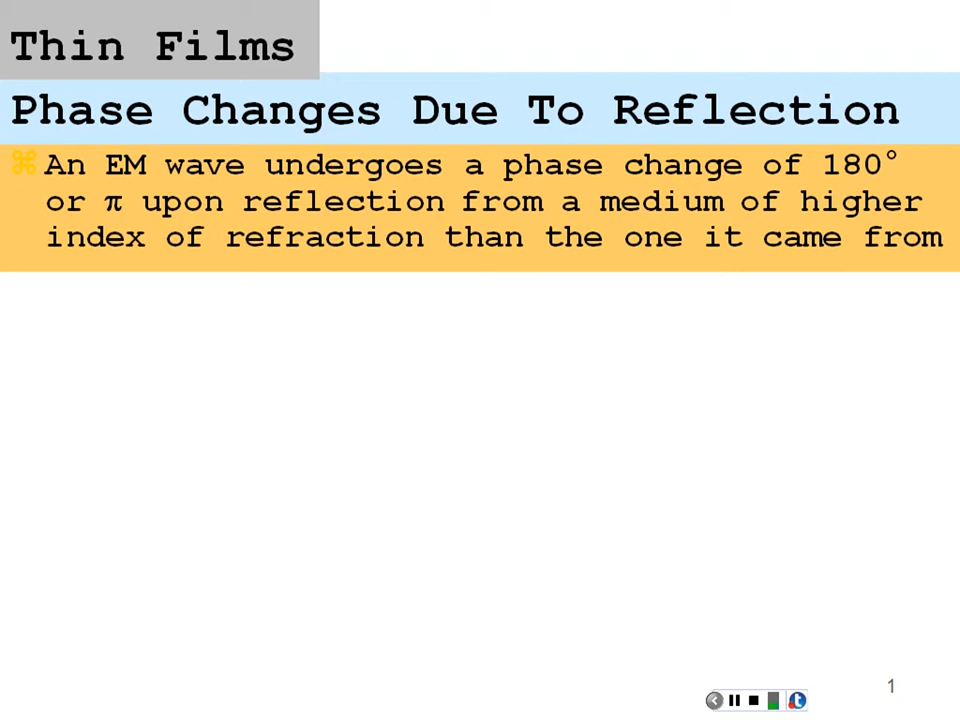 Thin Films
Phase Changes Due To Reflection
⌘ An EM wave undergoes a phase change of 180°
or π upon reflection from a medium of higher
index of refraction than the one it came from
1